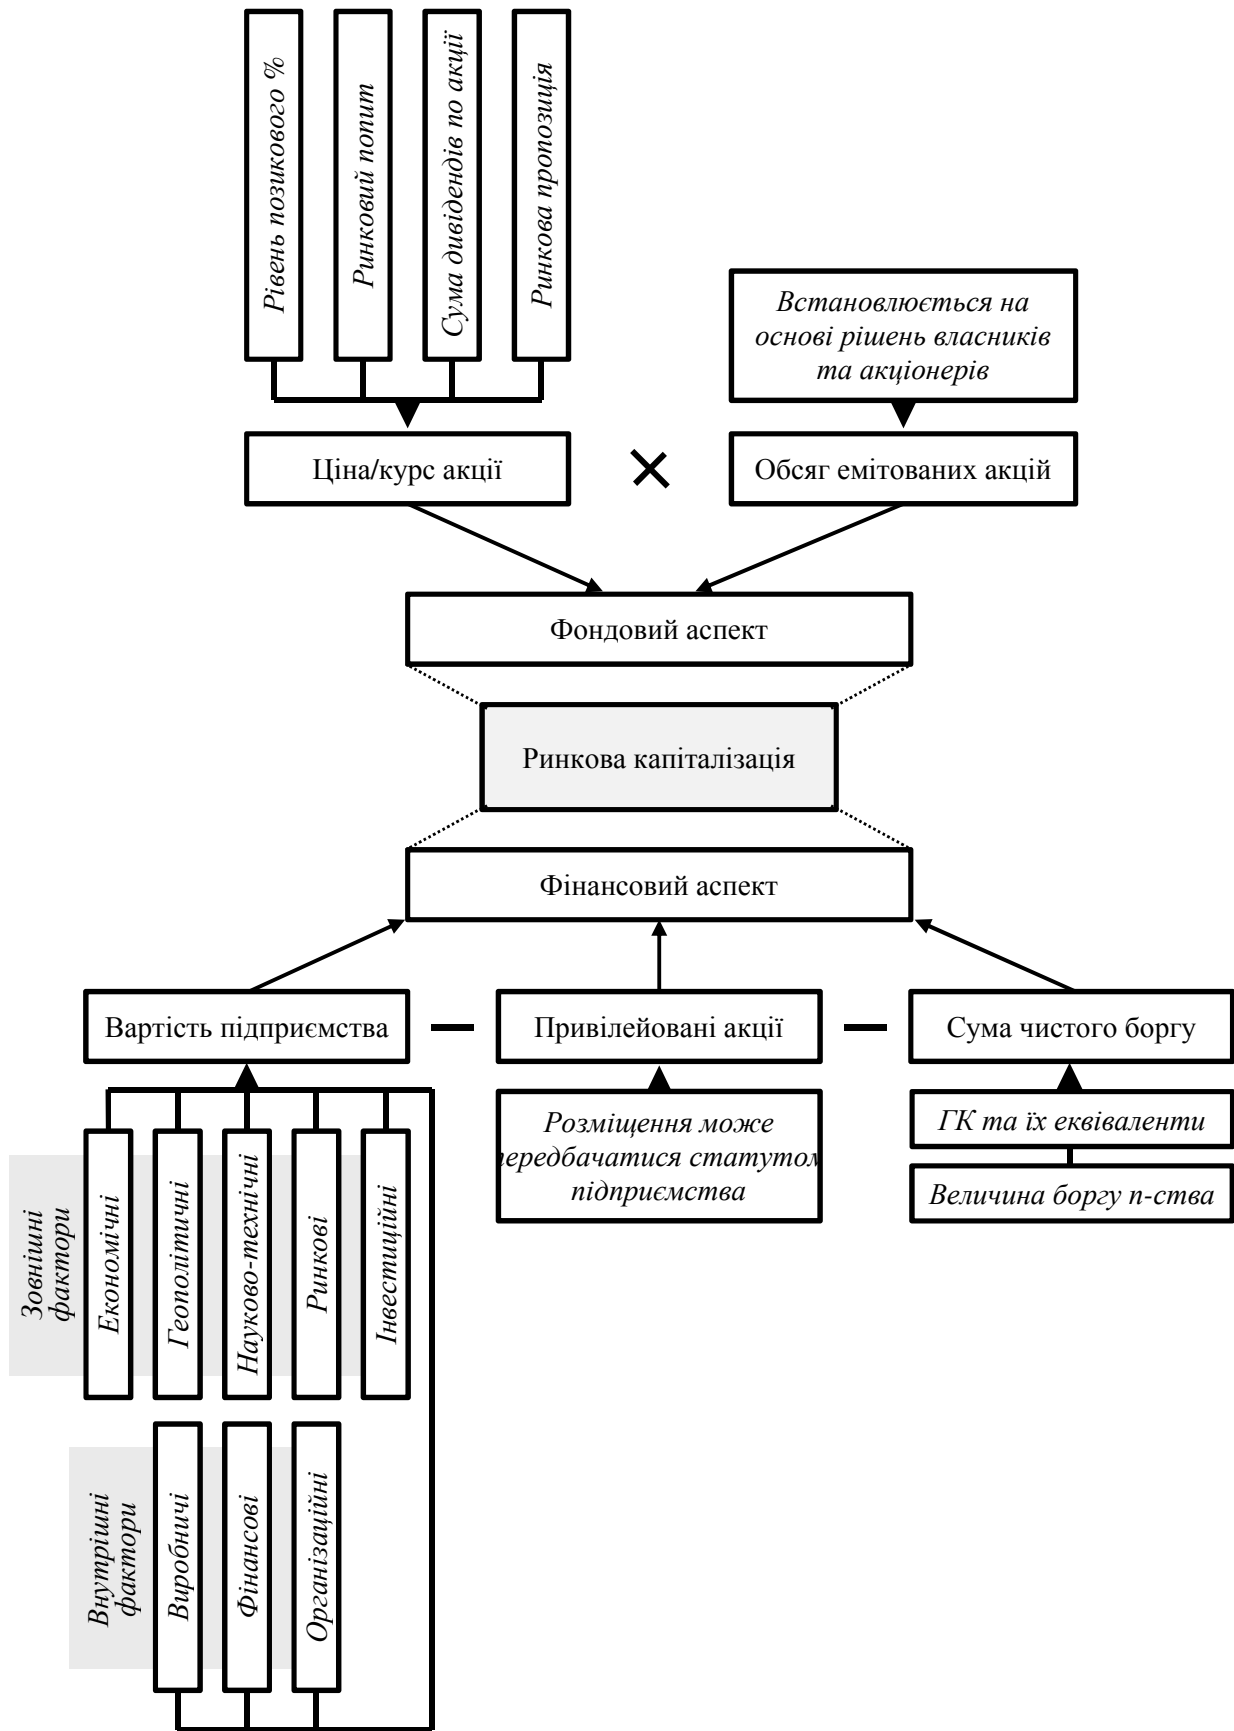 Рівень позикового %
Ринковий попит
Сума дивідендів по акції
Ринкова пропозиція
Встановлюється на
основі рішень власників
та акціонерів
Ціна/курс акції
×
Обсяг емітованих акцій
Фондовий аспект
Ринкова капіталізація
Фінансовий аспект
Вартість підприємства
—
Привілейовані акції
—
Сума чистого боргу
Розміщення може
передбачатися статутом
підприємства
ГК та їх еквіваленти
Величина боргу п-ства
Зовнішні
фактори
Економічні
Геополітичні
Науково-технічні
Ринкові
Інвестиційні
Внутрішні
фактори
Виробничі
Фінансові
Організаційні